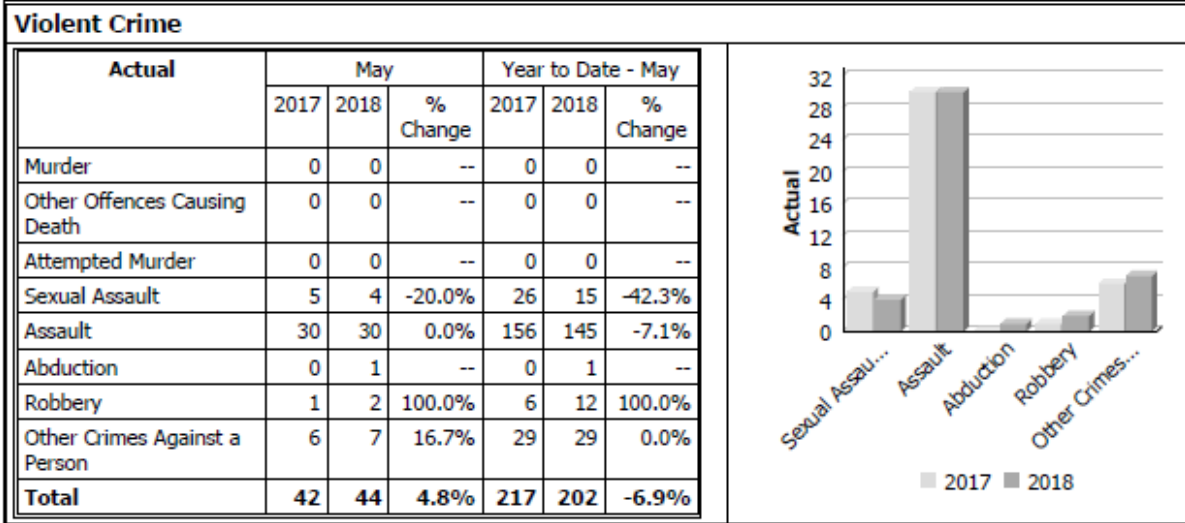 Violent Crime
Actual May Year to Date - May
2017 2018 % Change 2017 2018 % Change
Murder 0 0 -- 0 0 --
Other Offences Causing Death 0 0 -- 0 0 --
Attempted Murder 0 0 -- 0 0 --
Sexual Assault 5 4 -20.0% 26 15 -42.3%
Assault 30 30 0.0% 156 145 -7.1%
Abduction 0 1 -- 0 1 --
Robbery 1 2 100.0% 6 12 100.0%
Other Crimes Against a Person 6 7 16.7% 29 29 0.0%
Total 42 44 4.8% 217 202 -6.9%
Actual
32
28
24
20
16
12
8
4
0
Sexual Assau...
Assault
Abduction
Robbery
Other Crimes...
2017 2018